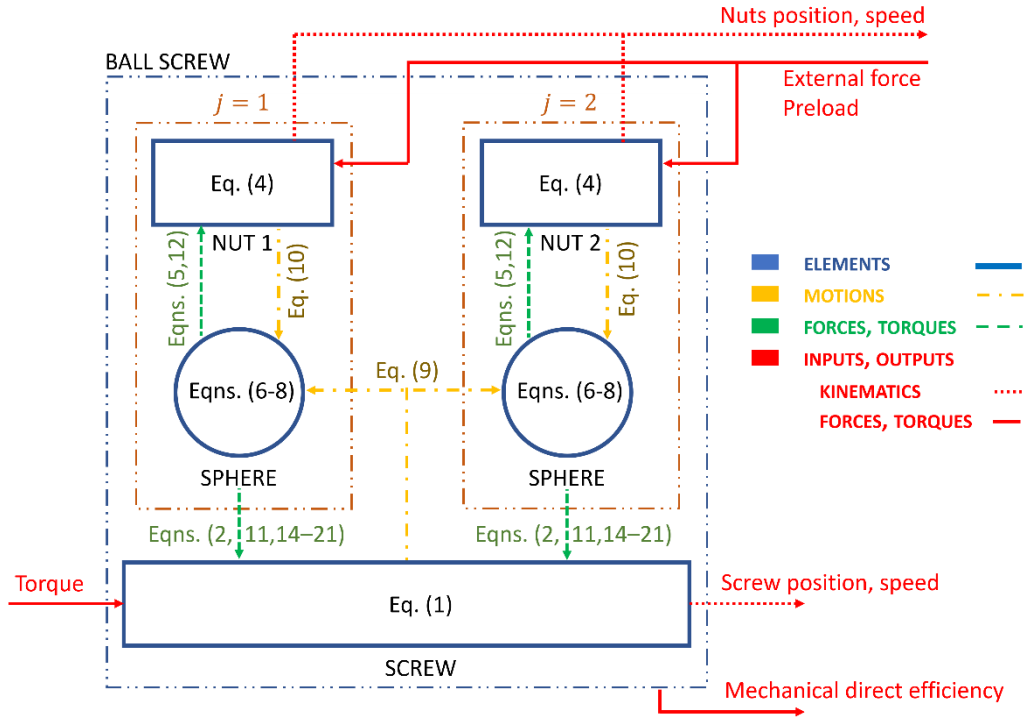 Nuts position, speed
BALL SCREW
External force
Preload
j = 1
j = 2
Eq. (4)
Eq. (4)
NUT 1
NUT 2
Eqns. (5,12)
Eq. (10)
Eqns. (5,12)
Eq. (10)
ELEMENTS
MOTIONS
FORCES, TORQUES
INPUTS, OUTPUTS
KINEMATICS
FORCES, TORQUES
Eq. (9)
Eqns. (6-8)
Eqns. (6-8)
SPHERE
SPHERE
Eqns. (2, 11,14–21)
Eqns. (2, 11,14–21)
Torque
Eq. (1)
Screw position, speed
SCREW
Mechanical direct efficiency